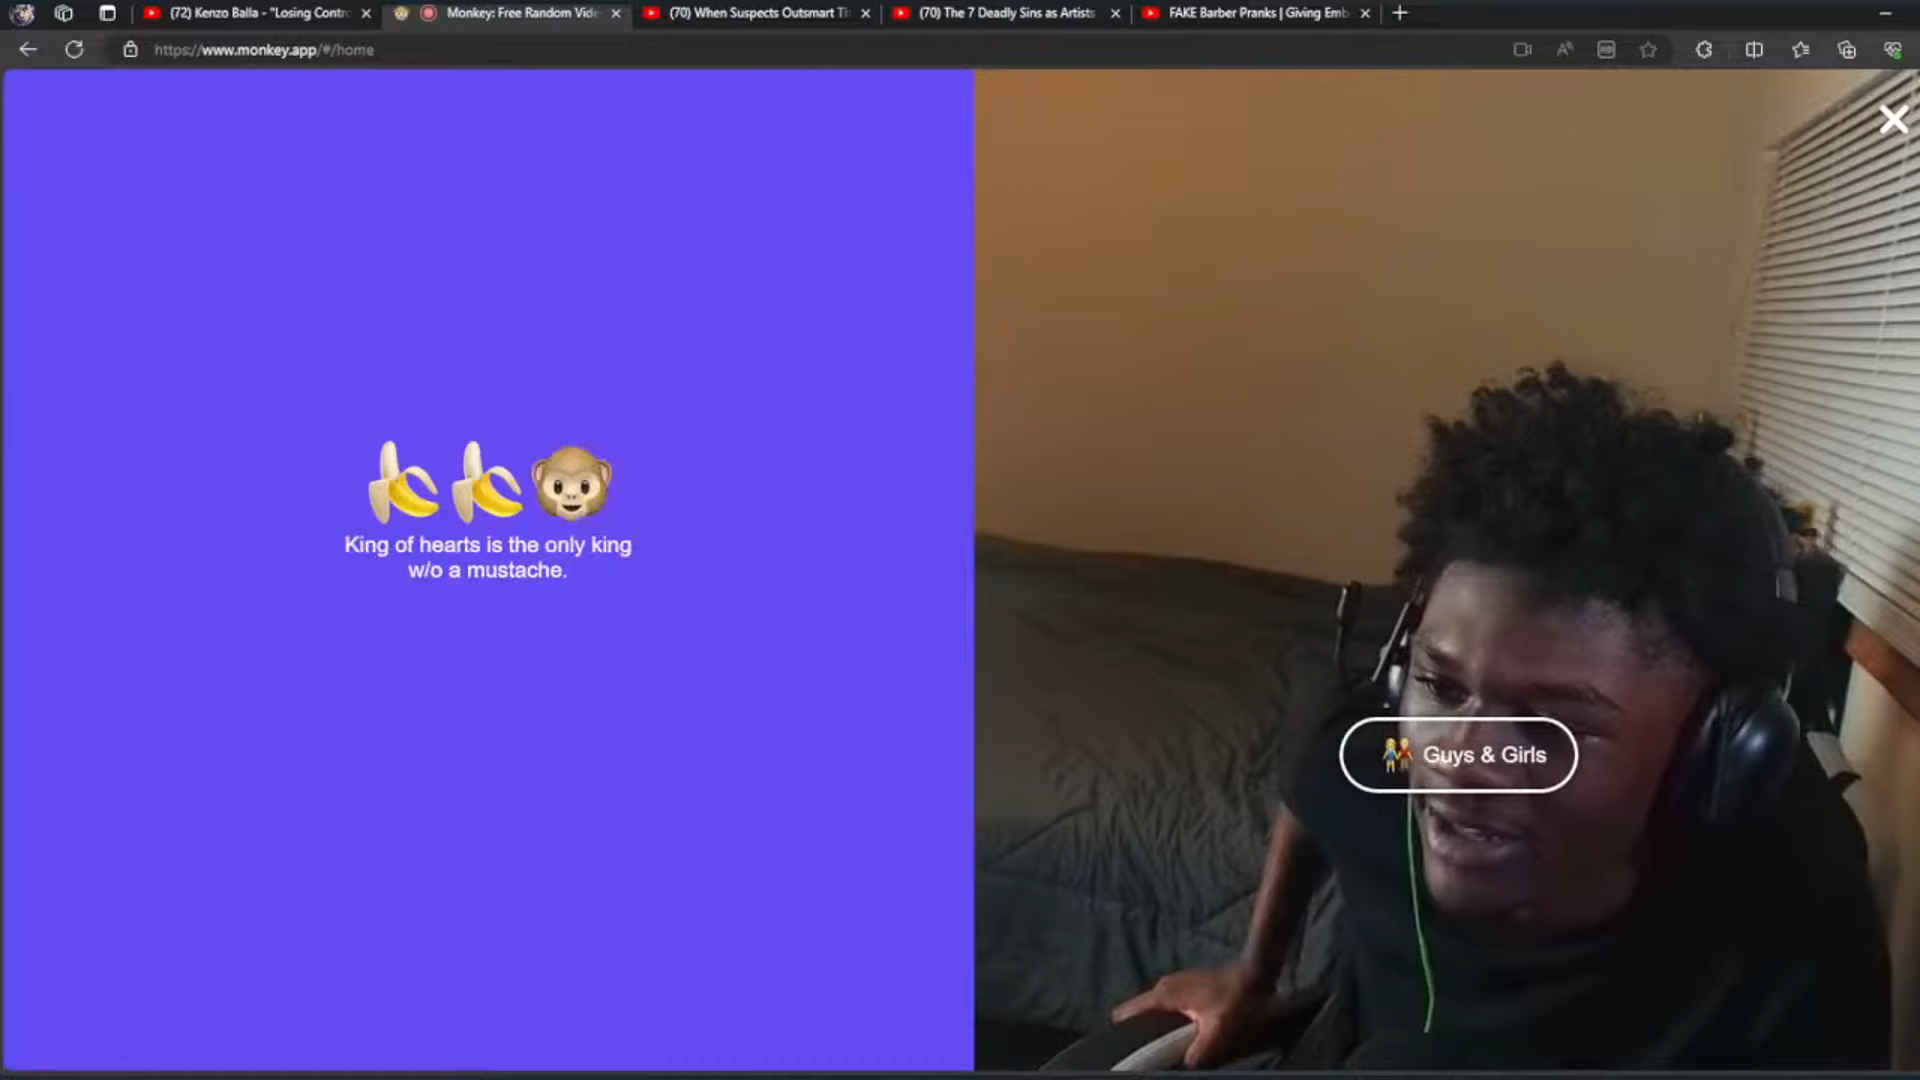 (72) Kenzo Balla - "Losing Contr
Monkey: Free Random Vid
(70) When Suspects Outsmart Th
(70) The 7 Deadly Sins as Artists
FAKE Barber Pranks | Giving Emb
https://www.monkey.app/#/home
King of hearts is the only king
w/o a mustache.
Guys & Girls